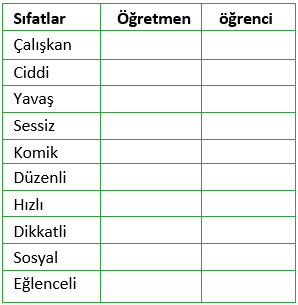 Sıfatlar Öğretmen öğrenci
Çalışkan
Ciddi
Yavaş
Sessiz
Komik
Düzenli
Hızlı
Dikkatli
Sosyal
Eğlenceli